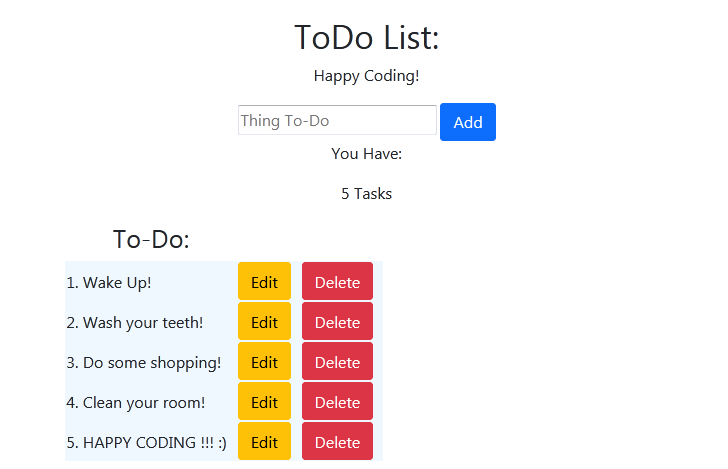 ToDo List:
Happy Coding!
Thing To-Do Add
You Have:
5 Tasks
To-Do:
1. Wake Up! Edit Delete
2. Wash your teeth! Edit Delete
3. Do some shopping! Edit Delete
4. Clean your room! Edit Delete
5. HAPPY CODING !!! :) Edit Delete